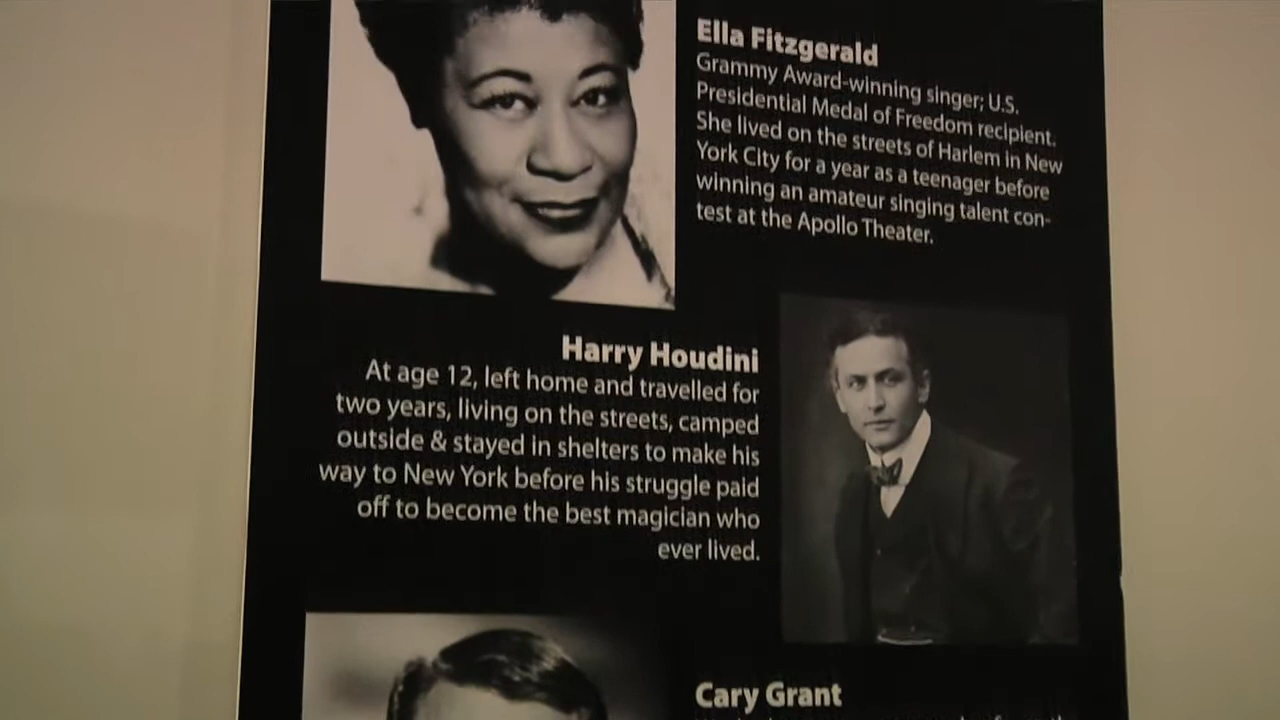 Ella Fitzgerald
Grammy Award-winning singer; U.S.
Presidential Medal of Freedom recipient.
She lived on the streets of Harlem in New
York City for a year as a teenager before
winning an amateur singing talent con-
test at the Apollo Theater.
Harry Houdini
At age 12, left home and travelled for
two years, living on the streets, camped
outside & stayed in shelters to make his
way to New York before his struggle paid
off to become the best magician who
ever lived.
Cary Grant